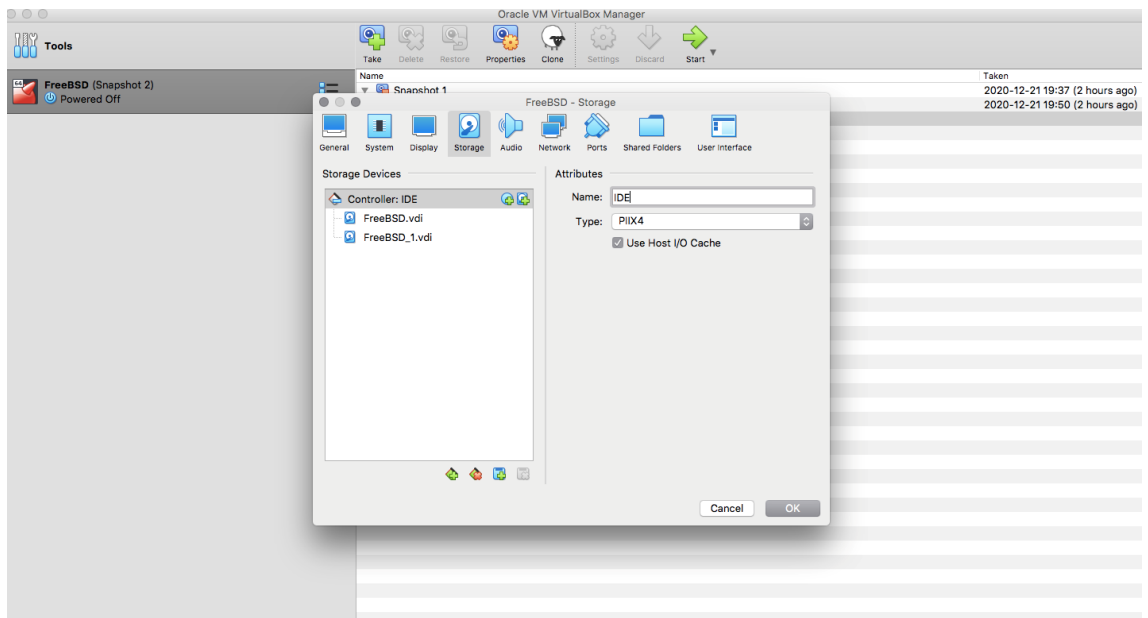 Oracle VM VirtualBox Manager
Tools
Take Delete Restore Properties Clone Settings Discard Start
Name Taken
64 FreeBSD (Snapshot 2)
Powered Off
Snapshot 1 2020-12-21 19:37 (2 hours ago)
2020-12-21 19:50 (2 hours ago)
FreeBSD - Storage
General System Display Storage Audio Network Ports Shared Folders User Interface
Storage Devices Attributes
Controller: IDE Name: IDE
FreeBSD.vdi Type: PIIX4
FreeBSD_1.vdi Use Host I/O Cache
Cancel OK